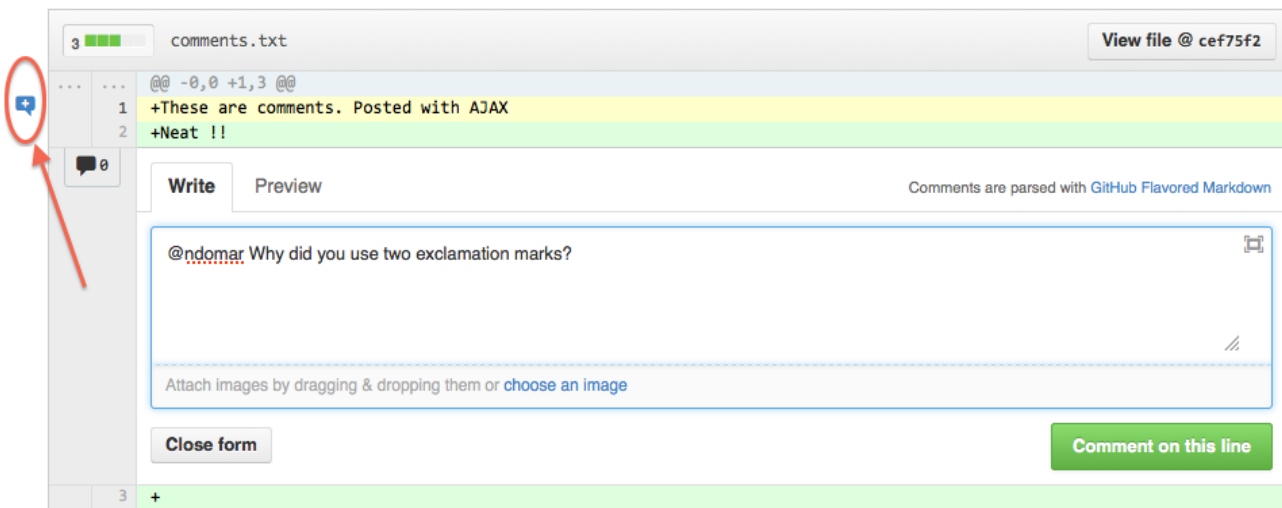 3 comments.txt View file @ cef75f2
... ... @@ -0,0 +1,3 @@
1 +These are comments. Posted with AJAX
2 +Neat !!
0
Write Preview Comments are parsed with GitHub Flavored Markdown
@ndomar Why did you use two exclamation marks?
Attach images by dragging & dropping them or choose an image
Close form Comment on this line
3 +